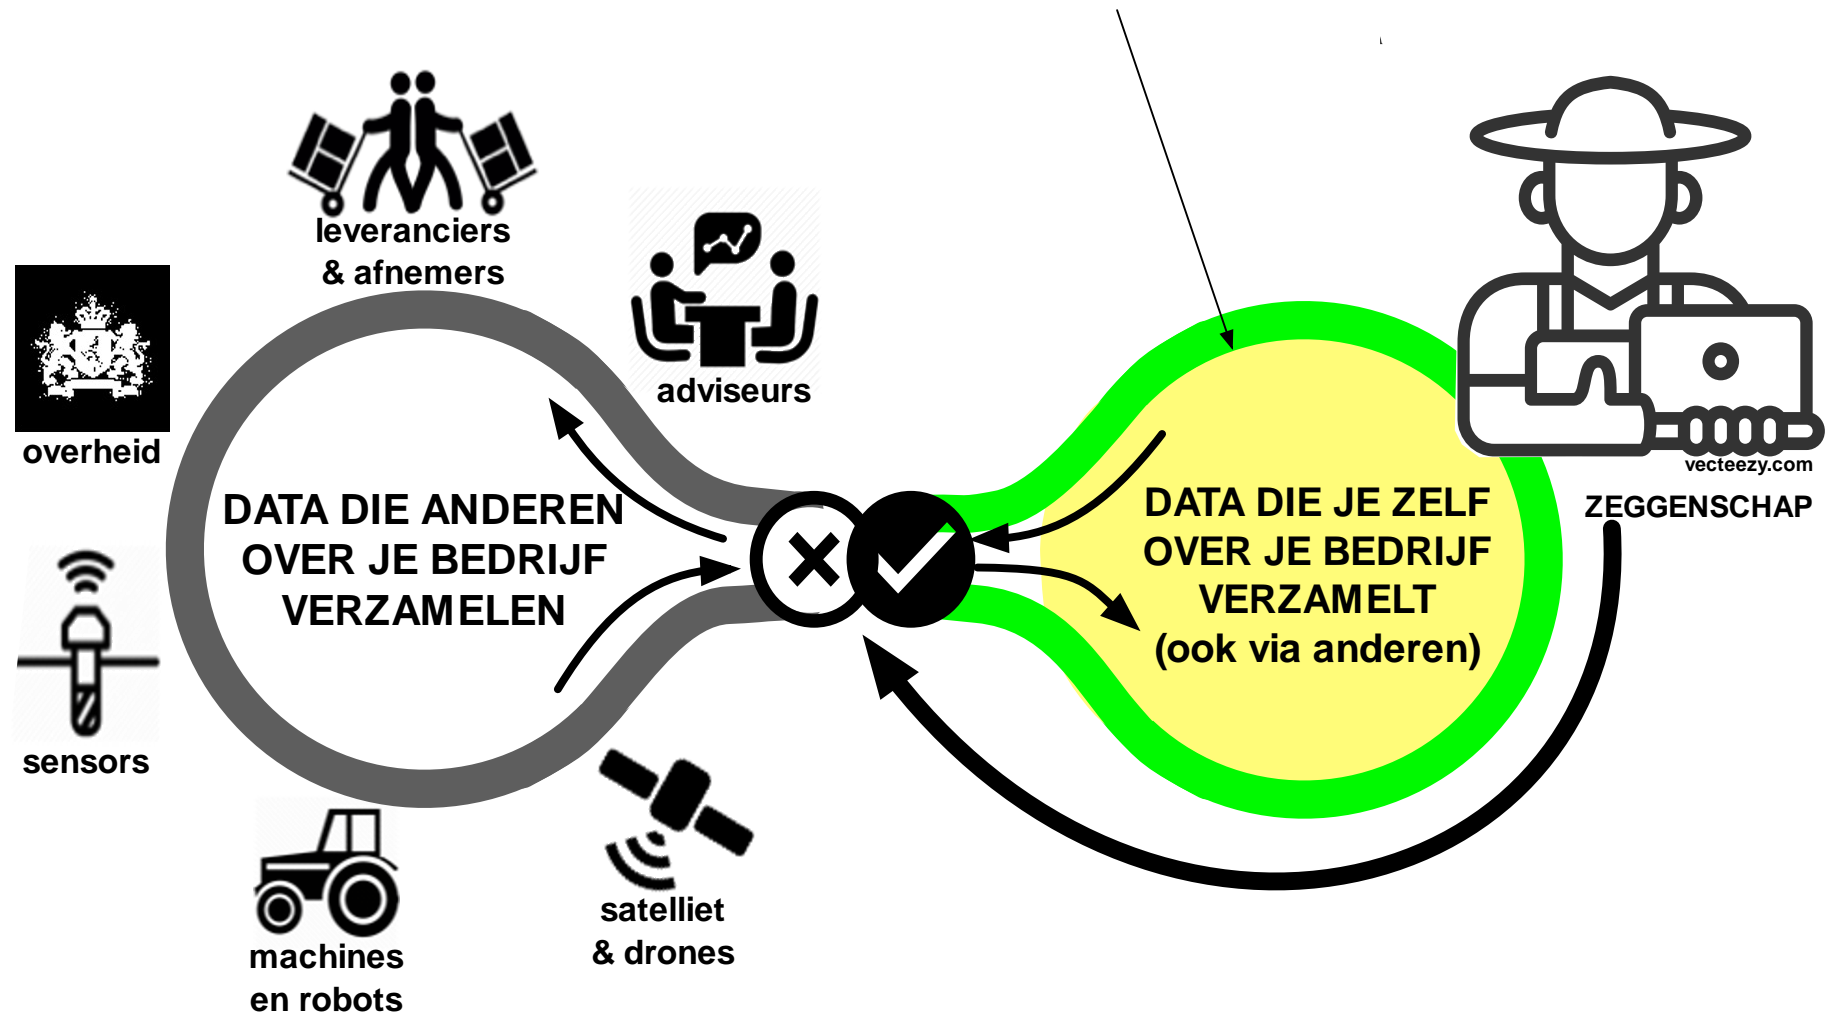 leveranciers
& afnemers
adviseurs
overheid
DATA DIE ANDEREN
OVER JE BEDRIJF
VERZAMELEN
sensors
machines
en robots
satelliet
& drones
DATA DIE JE ZELF
OVER JE BEDRIJF
VERZAMELT
(ook via anderen)
vecteezy.com
ZEGGENSCHAP